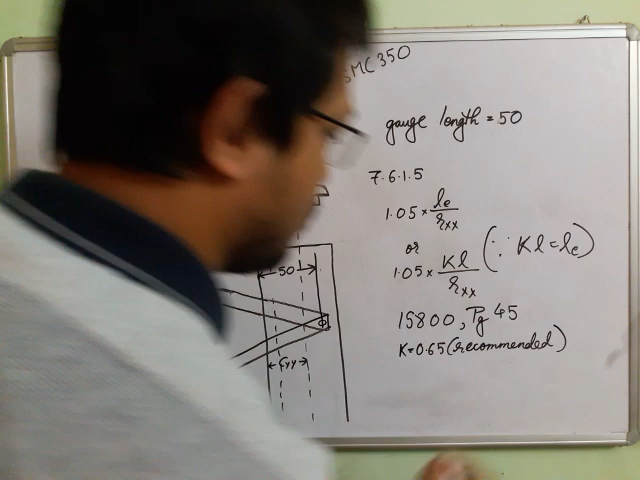 SMC350
gauge length = 50
7.6.1.5
1.05 × le/rxx
or
1.05 × Kl/rxx (∵ Kl = le)
IS800, Pg 45
K=0.65 (recommended)
50
Cyy